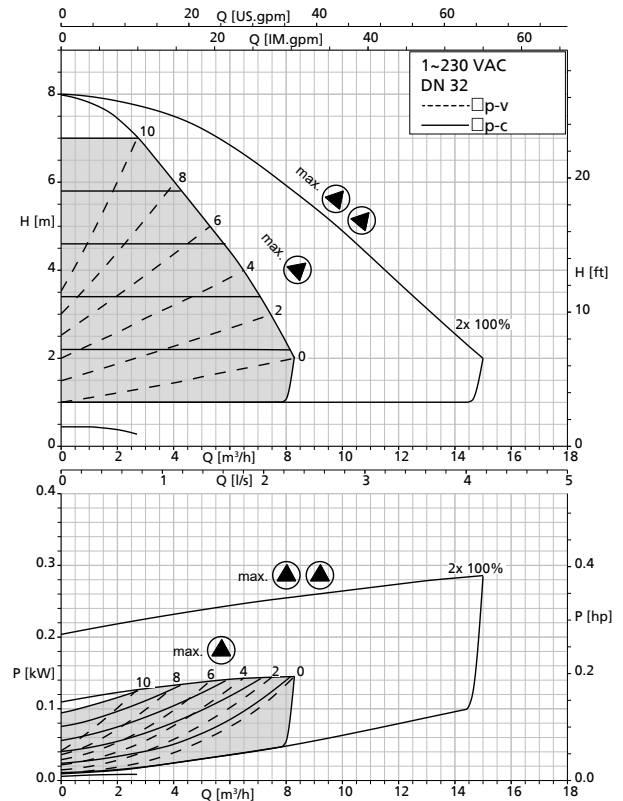 Q [US.gpm]
0 20 40 60
Q [IM.gpm]
0 20 40 60
1~230 VAC
DN 32
□p-v
□p-c
8
6
H [m]
4
2
0
20
H [ft]
10
0
10
8
6
4
2
0
max.
max.
2x 100%
0 2 4 Q [m³/h] 8 10 12 14 16 18
0 1 Q [l/s] 2 3 4 5
0.4
0.3
0.2
P [kW]
0.1
0.0
0.4
P [hp]
0.2
0.0
max.
2x 100%
max.
10 8 6 4 2 0
0 2 4 Q [m³/h] 8 10 12 14 16 18